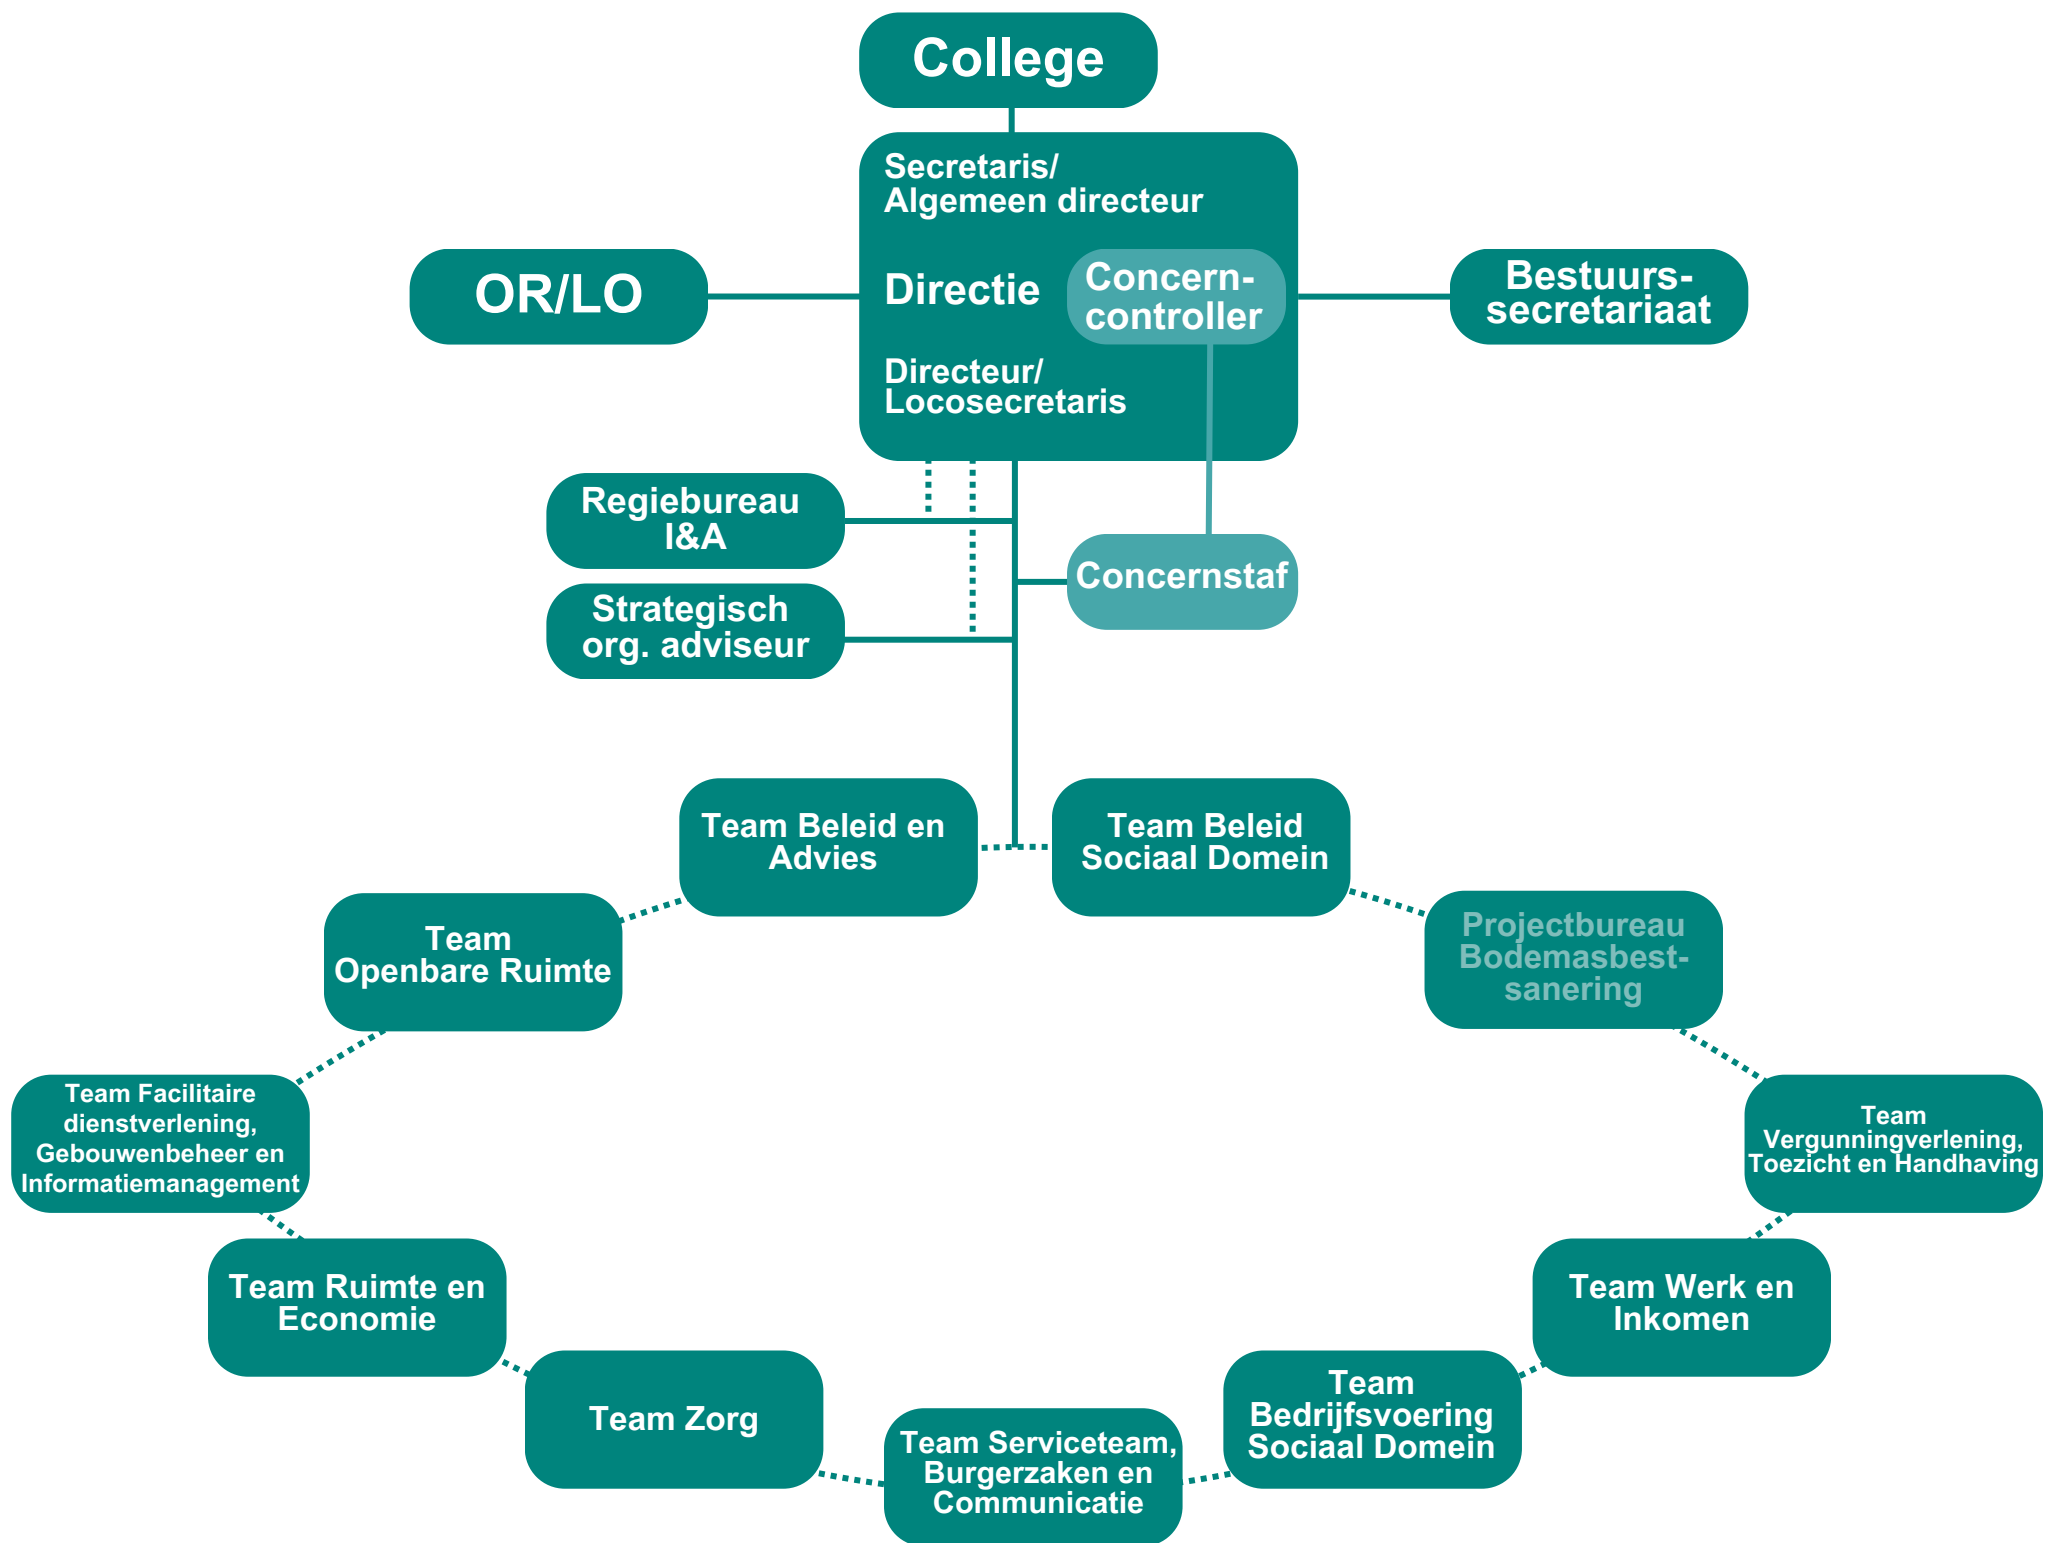 College
Secretaris/
Algemeen directeur
OR/LO
Directie
Concern-
controller
Bestuurs-
secretariaat
Directeur/
Locosecretaris
Regiebureau
I&A
Concernstaf
Strategisch
org. adviseur
Team Beleid en
Advies
Team Beleid
Sociaal Domein
Team
Openbare Ruimte
Projectbureau
Bodemasbest-
sanering
Team Facilitaire
dienstverlening,
Gebouwenbeheer en
Informatiemanagement
Team
Vergunningverlening,
Toezicht en Handhaving
Team Ruimte en
Economie
Team Werk en
Inkomen
Team Zorg
Team Serviceteam,
Burgerzaken en
Communicatie
Team
Bedrijfsvoering
Sociaal Domein